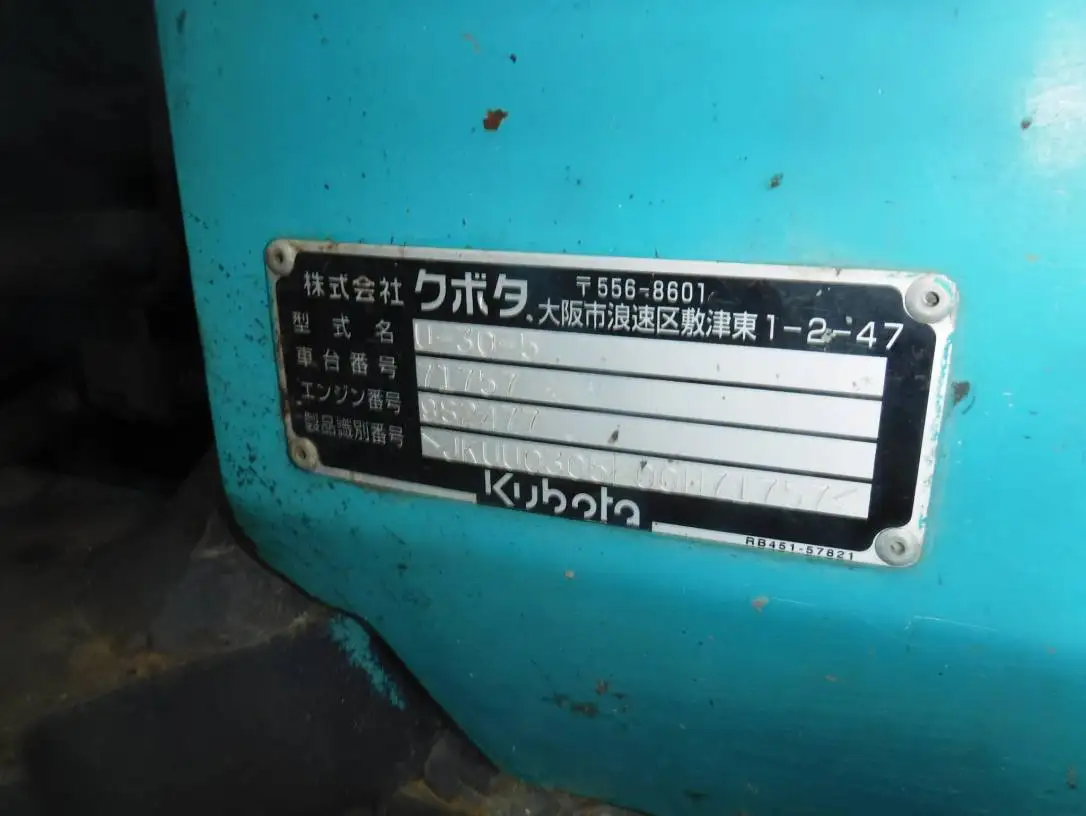 株式会社 クボタ 〒556-8601
大阪市浪速区敷津東1-2-47
型式名 U-30-5
車台番号 71757
エンジン番号 982477
製品識別番号
Kubota
RB451-57821